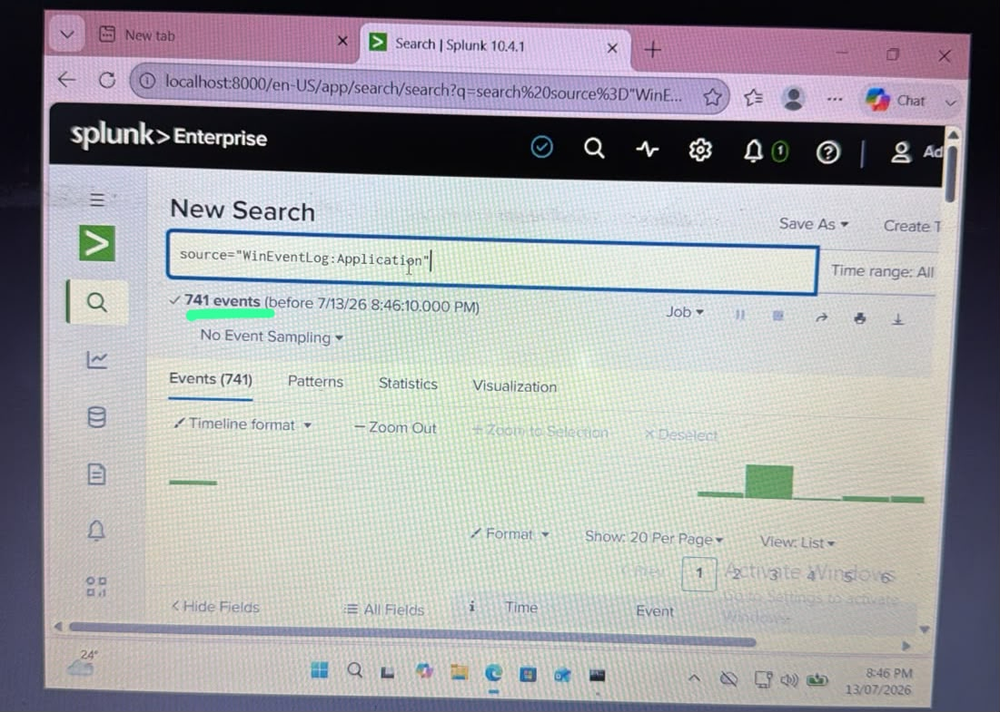 New tab
Search | Splunk 10.4.1
localhost:8000/en-US/app/search/search?q=search%20source%3D"WinE...
Chat
splunk>Enterprise
1
Ad
New Search
Save As
Create T
source="WinEventLog:Application"
Time range: All
741 events (before 7/13/26 8:46:10.000 PM)
Job
No Event Sampling
Events (741)
Patterns
Statistics
Visualization
Timeline format
— Zoom Out
+ Zoom to Selection
× Deselect
Format
Show: 20 Per Page
View: List
< Prev
1
2
3
4
5
6
Activate Windows
Go to Settings to activate
Windows.
< Hide Fields
All Fields
i
Time
Event
24°
8:46 PM
13/07/2026